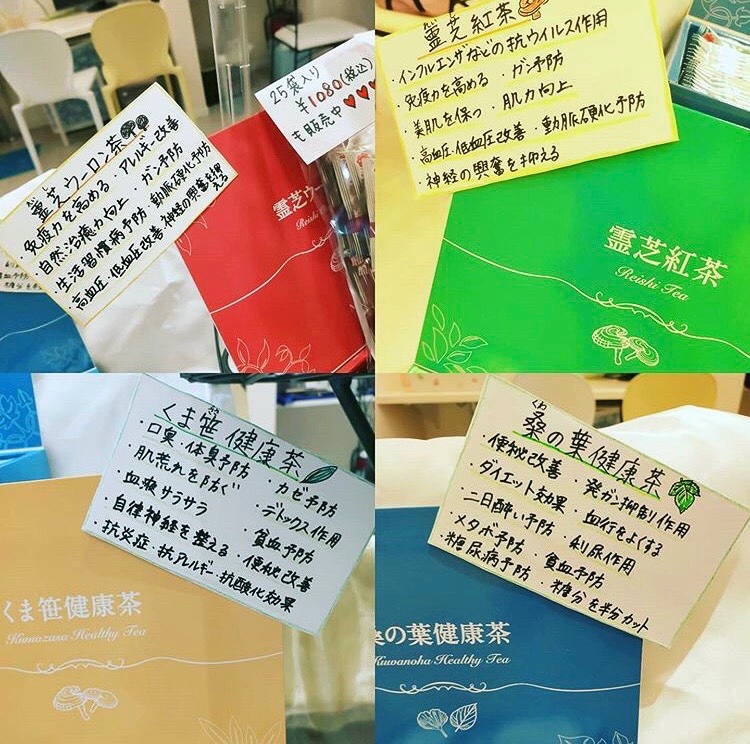 25袋入り
¥1080(税込)
も販売中♥♥♥
霊芝ウーロン茶
・免疫力を高める ・アレルギー改善
・自然治癒力向上 ・ガン予防
・生活習慣病予防 ・動脈硬化予防
・高血圧・低血圧改善 ・神経の興奮を抑える
霊芝ウー
Reishi
霊芝紅茶
・インフルエンザなどの抗ウイルス作用
・免疫力を高める ・ガン予防
・美肌を保つ ・肌力向上
・高血圧・低血圧改善 ・動脈硬化予防
・神経の興奮を抑える
霊芝紅茶
Reishi Tea
くま笹健康茶
・口臭・体臭予防 ・カゼ予防
・肌荒れを防ぐ ・デトックス作用
・血液サラサラ ・貧血予防
・自律神経を整える ・便秘改善
・抗炎症・抗アレルギー・抗酸化効果
くま笹健康茶
Kumazasa Healthy Tea
くわ
桑の葉健康茶
・便秘改善 ・発ガン抑制作用
・ダイエット効果 ・血行をよくする
・二日酔い予防 ・利尿作用
・メタボ予防 ・貧血予防
・糖尿病予防 ・糖分を半分カット
桑の葉健康茶
Kuwanoha Healthy Tea